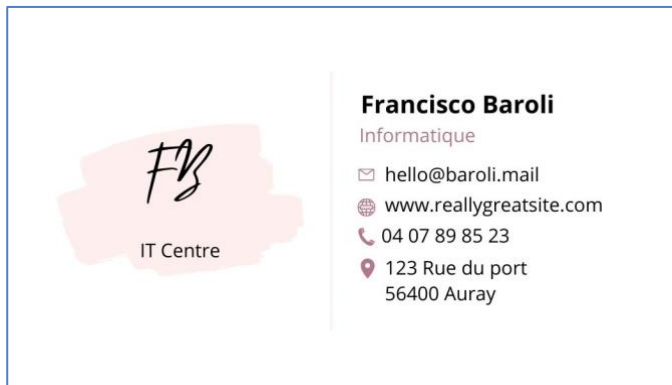 FB
IT Centre
Francisco Baroli
Informatique
hello@baroli.mail
www.reallygreatsite.com
04 07 89 85 23
123 Rue du port
56400 Auray